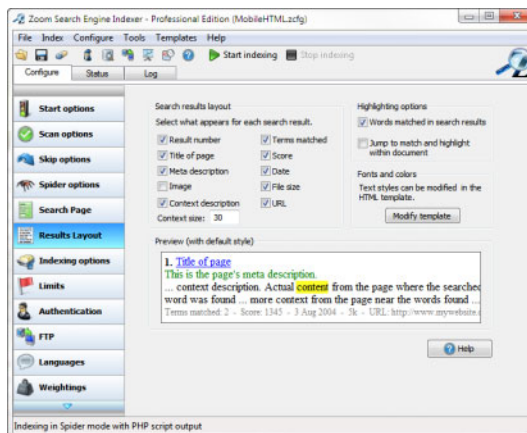 Zoom Search Engine Indexer - Professional Edition (MobileHTML.zcfg)
File Index Configure Tools Templates Help
Start indexing Stop indexing
Configure Status Log
Start options
Scan options
Skip options
Spider options
Search Page
Results Layout
Indexing options
Limits
Authentication
FTP
Languages
Weightings
Search results layout
Select what appears for each search result.
Result number Terms matched
Title of page Score
Meta description Date
Image File size
Context description URL
Context size: 30
Highlighting options
Words matched in search results
Jump to match and highlight
within document
Fonts and colors
Text styles can be modified in the
HTML template.
Modify template
Preview (with default style)
1. Title of page
This is the page's meta description.
... context description. Actual content from the page where the searched
word was found ... more context from the page near the words found ...
Terms matched: 2 - Score: 1345 - 3 Aug 2004 - 5k - URL: http://www.mywebsite.
Help
Indexing in Spider mode with PHP script output